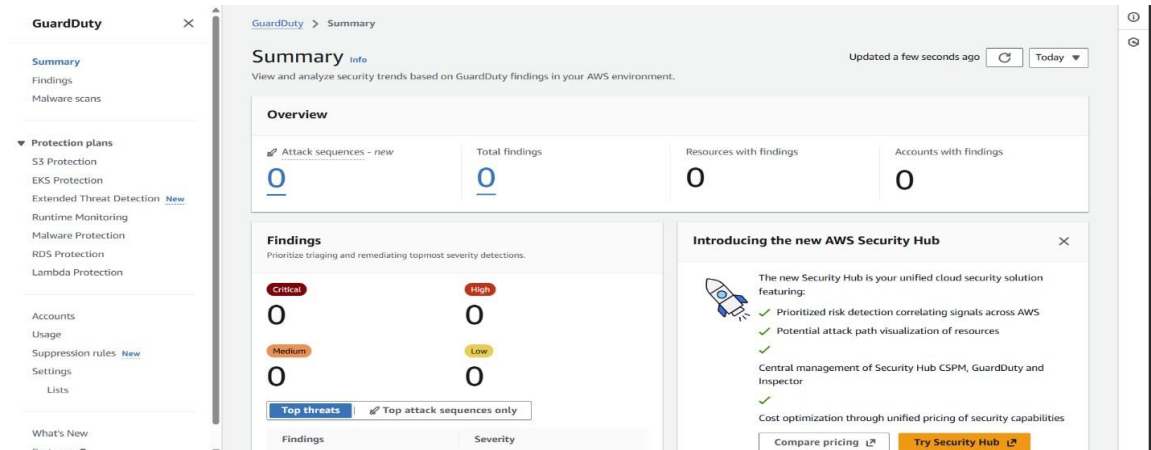 GuardDuty
Summary
Findings
Malware scans
Protection plans
S3 Protection
EKS Protection
Extended Threat Detection New
Runtime Monitoring
Malware Protection
RDS Protection
Lambda Protection
Accounts
Usage
Suppression rules New
Settings
Lists
What's New
GuardDuty > Summary
Summary Info
Updated a few seconds ago
Today
View and analyze security trends based on GuardDuty findings in your AWS environment.
Overview
Attack sequences - new
0
Total findings
0
Resources with findings
0
Accounts with findings
0
Findings
Prioritize triaging and remediating topmost severity detections.
Critical
0
High
0
Medium
0
Low
0
Top threats
Top attack sequences only
Findings Severity
Introducing the new AWS Security Hub
The new Security Hub is your unified cloud security solution
featuring:
Prioritized risk detection correlating signals across AWS
Potential attack path visualization of resources
Central management of Security Hub CSPM, GuardDuty and
Inspector
Cost optimization through unified pricing of security capabilities
Compare pricing
Try Security Hub